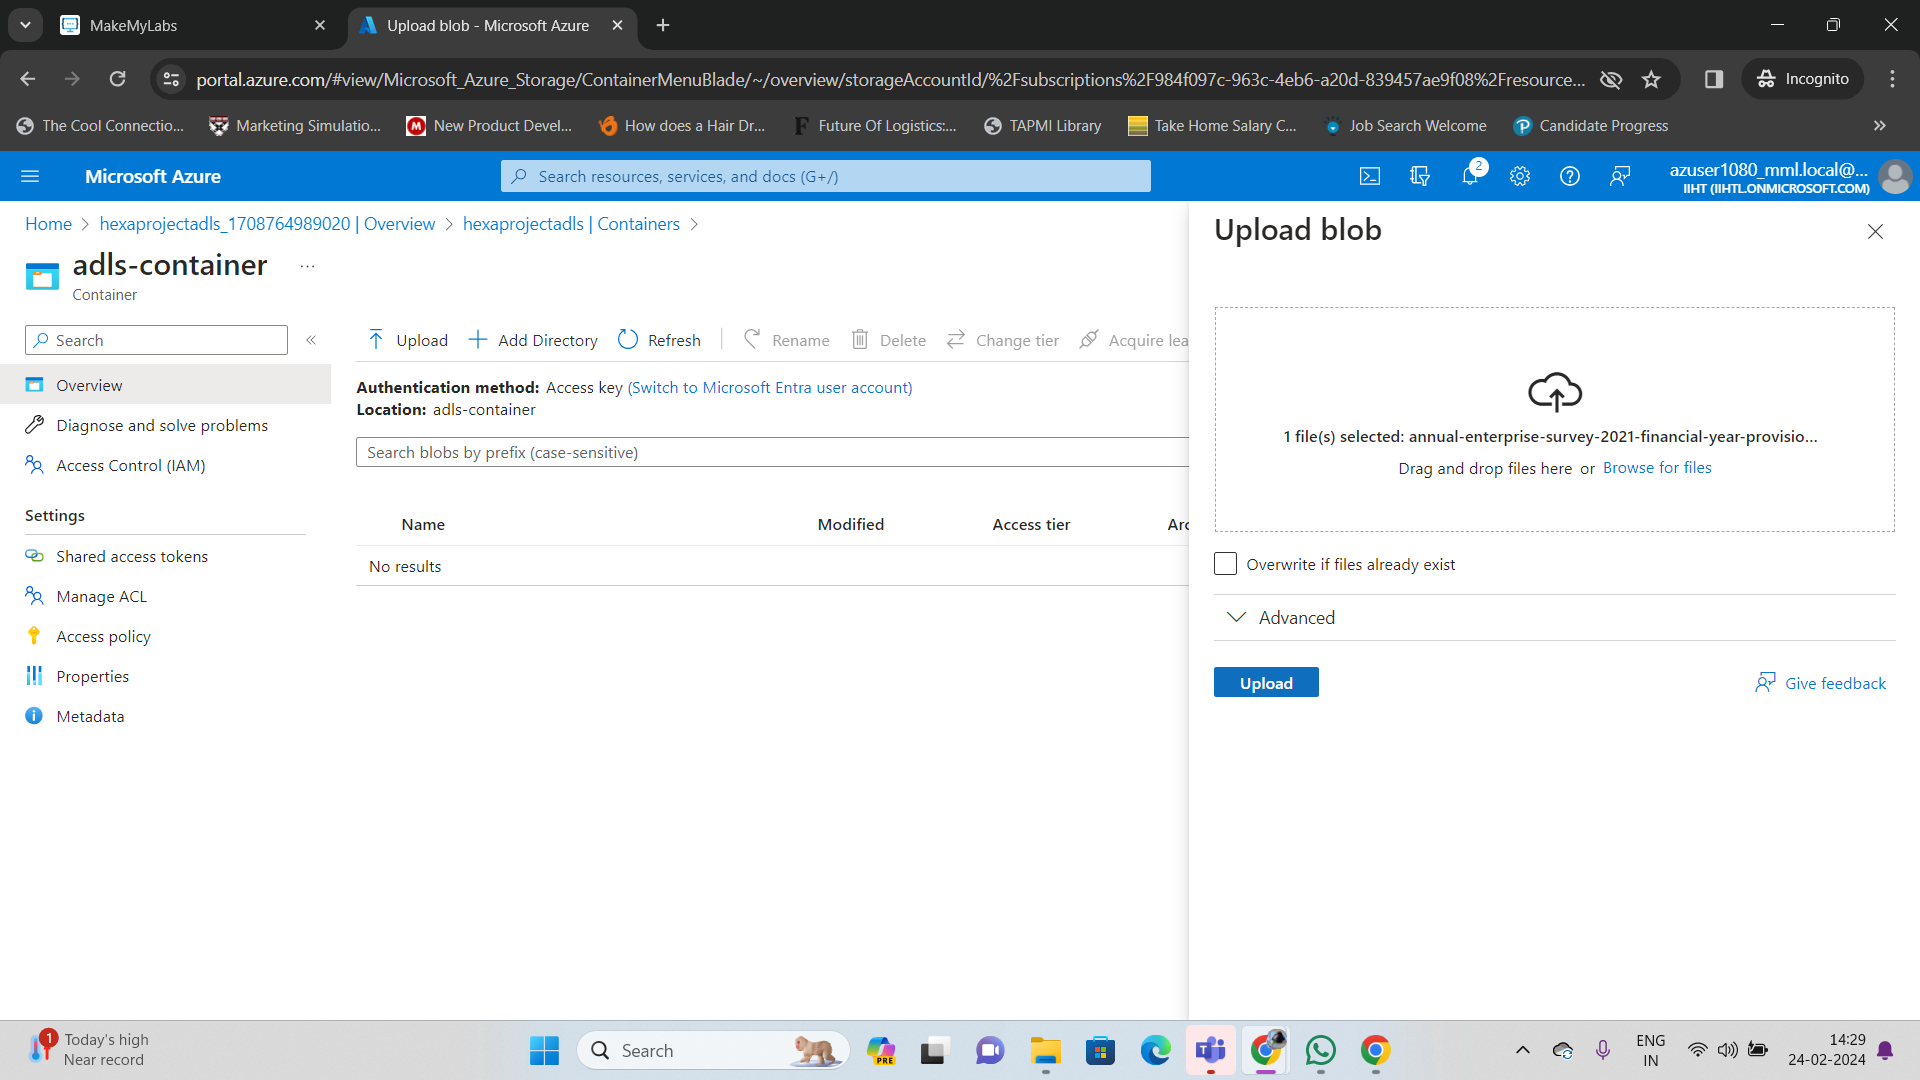 MakeMyLabs
Upload blob - Microsoft Azure
portal.azure.com/#view/Microsoft_Azure_Storage/ContainerMenuBlade/~/overview/storageAccountId/%2Fsubscriptions%2F984f097c-963c-4eb6-a20d-839457ae9f08%2Fresource...
Incognito
The Cool Connectio...
Marketing Simulatio...
New Product Devel...
How does a Hair Dr...
Future Of Logistics:...
TAPMI Library
Take Home Salary C...
Job Search Welcome
Candidate Progress
Microsoft Azure
Search resources, services, and docs (G+/)
2
azuser1080_mml.local@...
IIHT (IIHTL.ONMICROSOFT.COM)
Home > hexaprojectadls_1708764989020 | Overview > hexaprojectadls | Containers >
adls-container
...
Container
Search
Overview
Diagnose and solve problems
Access Control (IAM)
Settings
Shared access tokens
Manage ACL
Access policy
Properties
Metadata
Upload
Add Directory
Refresh
Rename
Delete
Change tier
Acquire lea
Authentication method: Access key (Switch to Microsoft Entra user account)
Location: adls-container
Search blobs by prefix (case-sensitive)
Name Modified Access tier Arc
No results
Upload blob
1 file(s) selected: annual-enterprise-survey-2021-financial-year-provisio...
Drag and drop files here or Browse for files
Overwrite if files already exist
Advanced
Upload
Give feedback
1
Today's high
Near record
Search
PRE
ENG
IN
14:29
24-02-2024